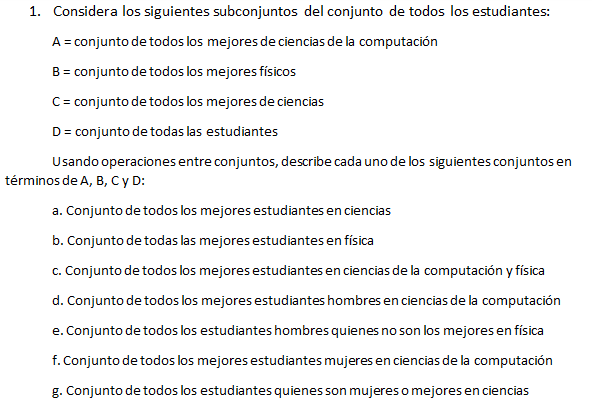 1. Considera los siguientes subconjuntos del conjunto de todos los estudiantes:
A = conjunto de todos los mejores de ciencias de la computación
B = conjunto de todos los mejores físicos
C = conjunto de todos los mejores de ciencias
D = conjunto de todas las estudiantes
Usando operaciones entre conjuntos, describe cada uno de los siguientes conjuntos en
términos de A, B, C y D:
a. Conjunto de todos los mejores estudiantes en ciencias
b. Conjunto de todas las mejores estudiantes en física
c. Conjunto de todos los mejores estudiantes en ciencias de la computación y física
d. Conjunto de todos los mejores estudiantes hombres en ciencias de la computación
e. Conjunto de todos los estudiantes hombres quienes no son los mejores en física
f. Conjunto de todos los mejores estudiantes mujeres en ciencias de la computación
g. Conjunto de todos los estudiantes quienes son mujeres o mejores en ciencias